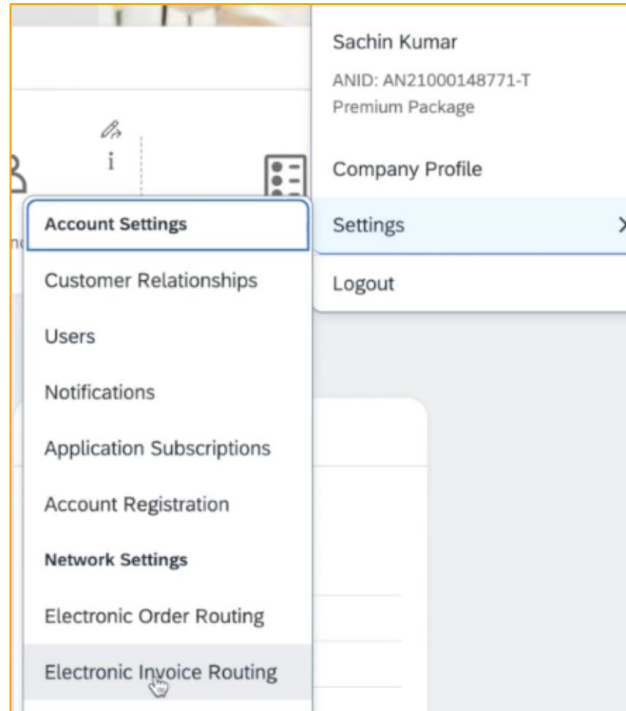 Sachin Kumar
ANID: AN21000148771-T
Premium Package
Company Profile
Settings
Logout
i
Account Settings
Customer Relationships
Users
Notifications
Application Subscriptions
Account Registration
Network Settings
Electronic Order Routing
Electronic Invoice Routing